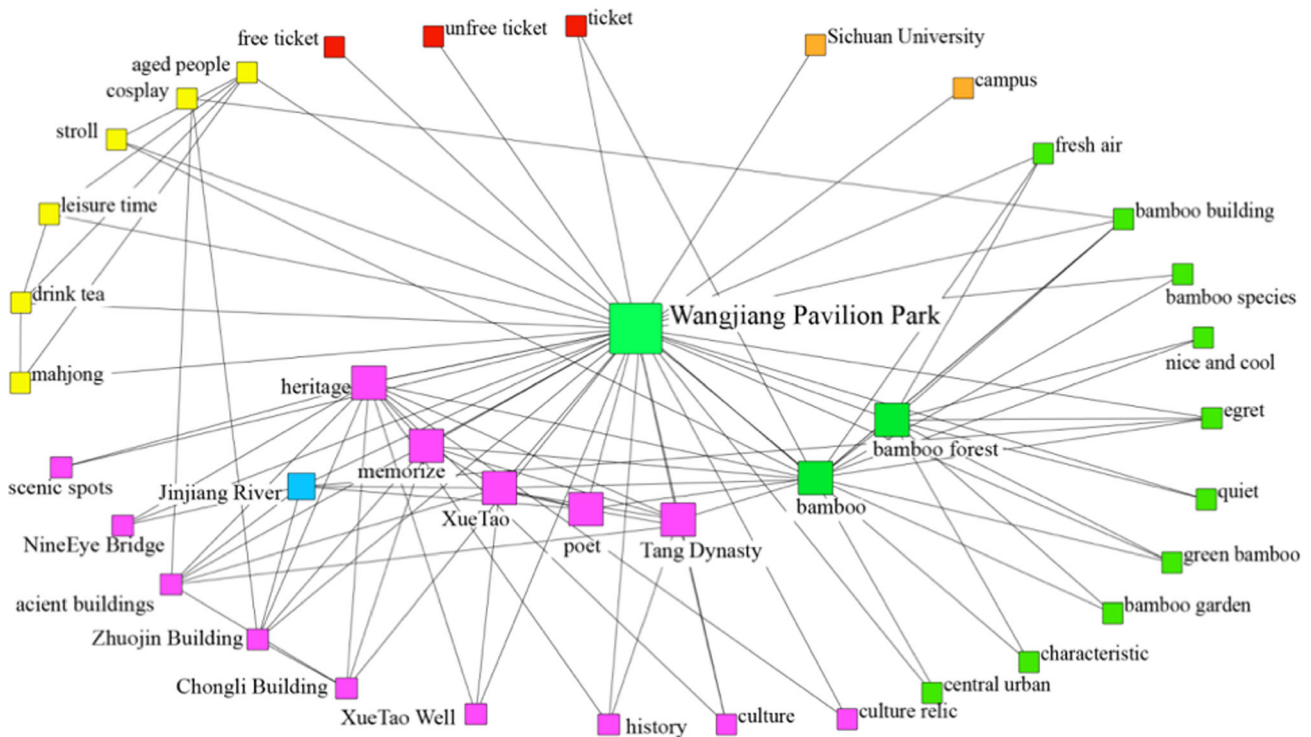 ticket
unfree ticket
free ticket
Sichuan University
aged people
campus
cosplay
stroll
fresh air
leisure time
bamboo building
drink tea
bamboo species
Wangjiang Pavilion Park
nice and cool
mahjong
heritage
egret
bamboo forest
memorize
scenic spots
Jinjiang River
quiet
bamboo
XueTao
NineEye Bridge
poet
Tang Dynasty
green bamboo
acient buildings
bamboo garden
Zhuojin Building
characteristic
Chongli Building
central urban
XueTao Well
history
culture
culture relic